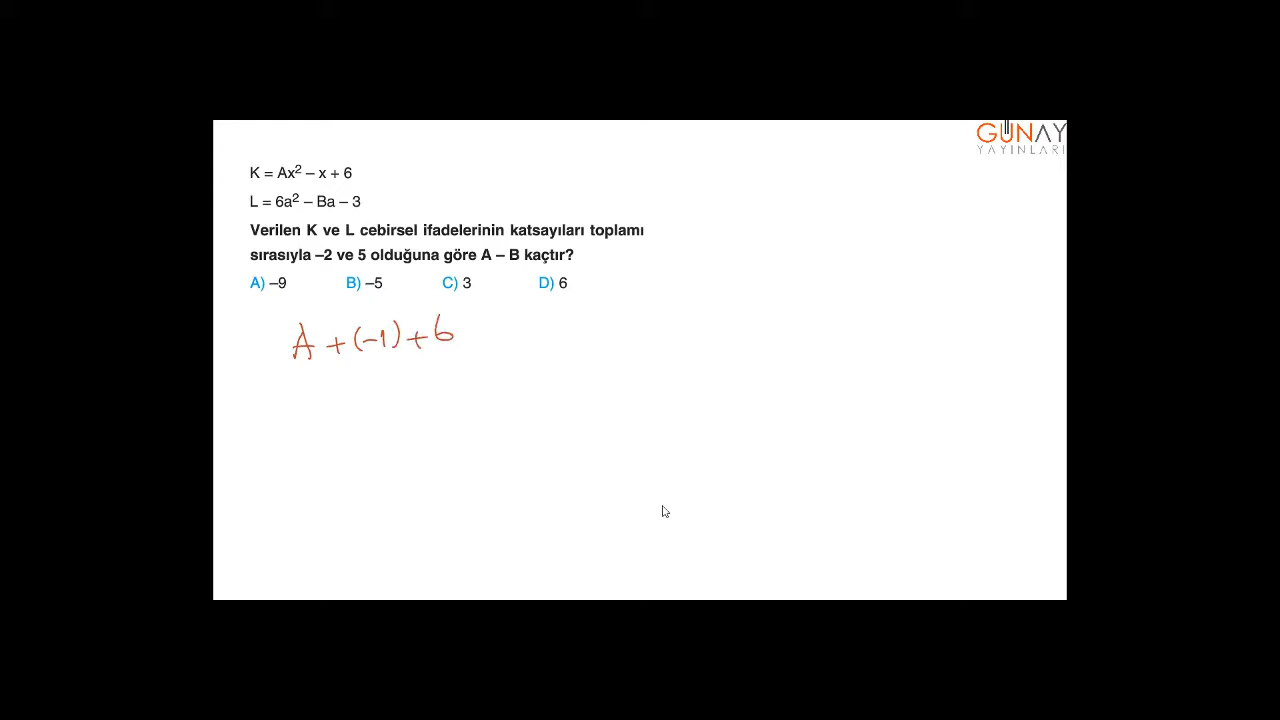 GÜNAY
YAYINLARI
K = Ax² – x + 6
L = 6a² – Ba – 3
Verilen K ve L cebirsel ifadelerinin katsayıları toplamı
sırasıyla –2 ve 5 olduğuna göre A – B kaçtır?
A) –9 B) –5 C) 3 D) 6
A + (-1) + 6